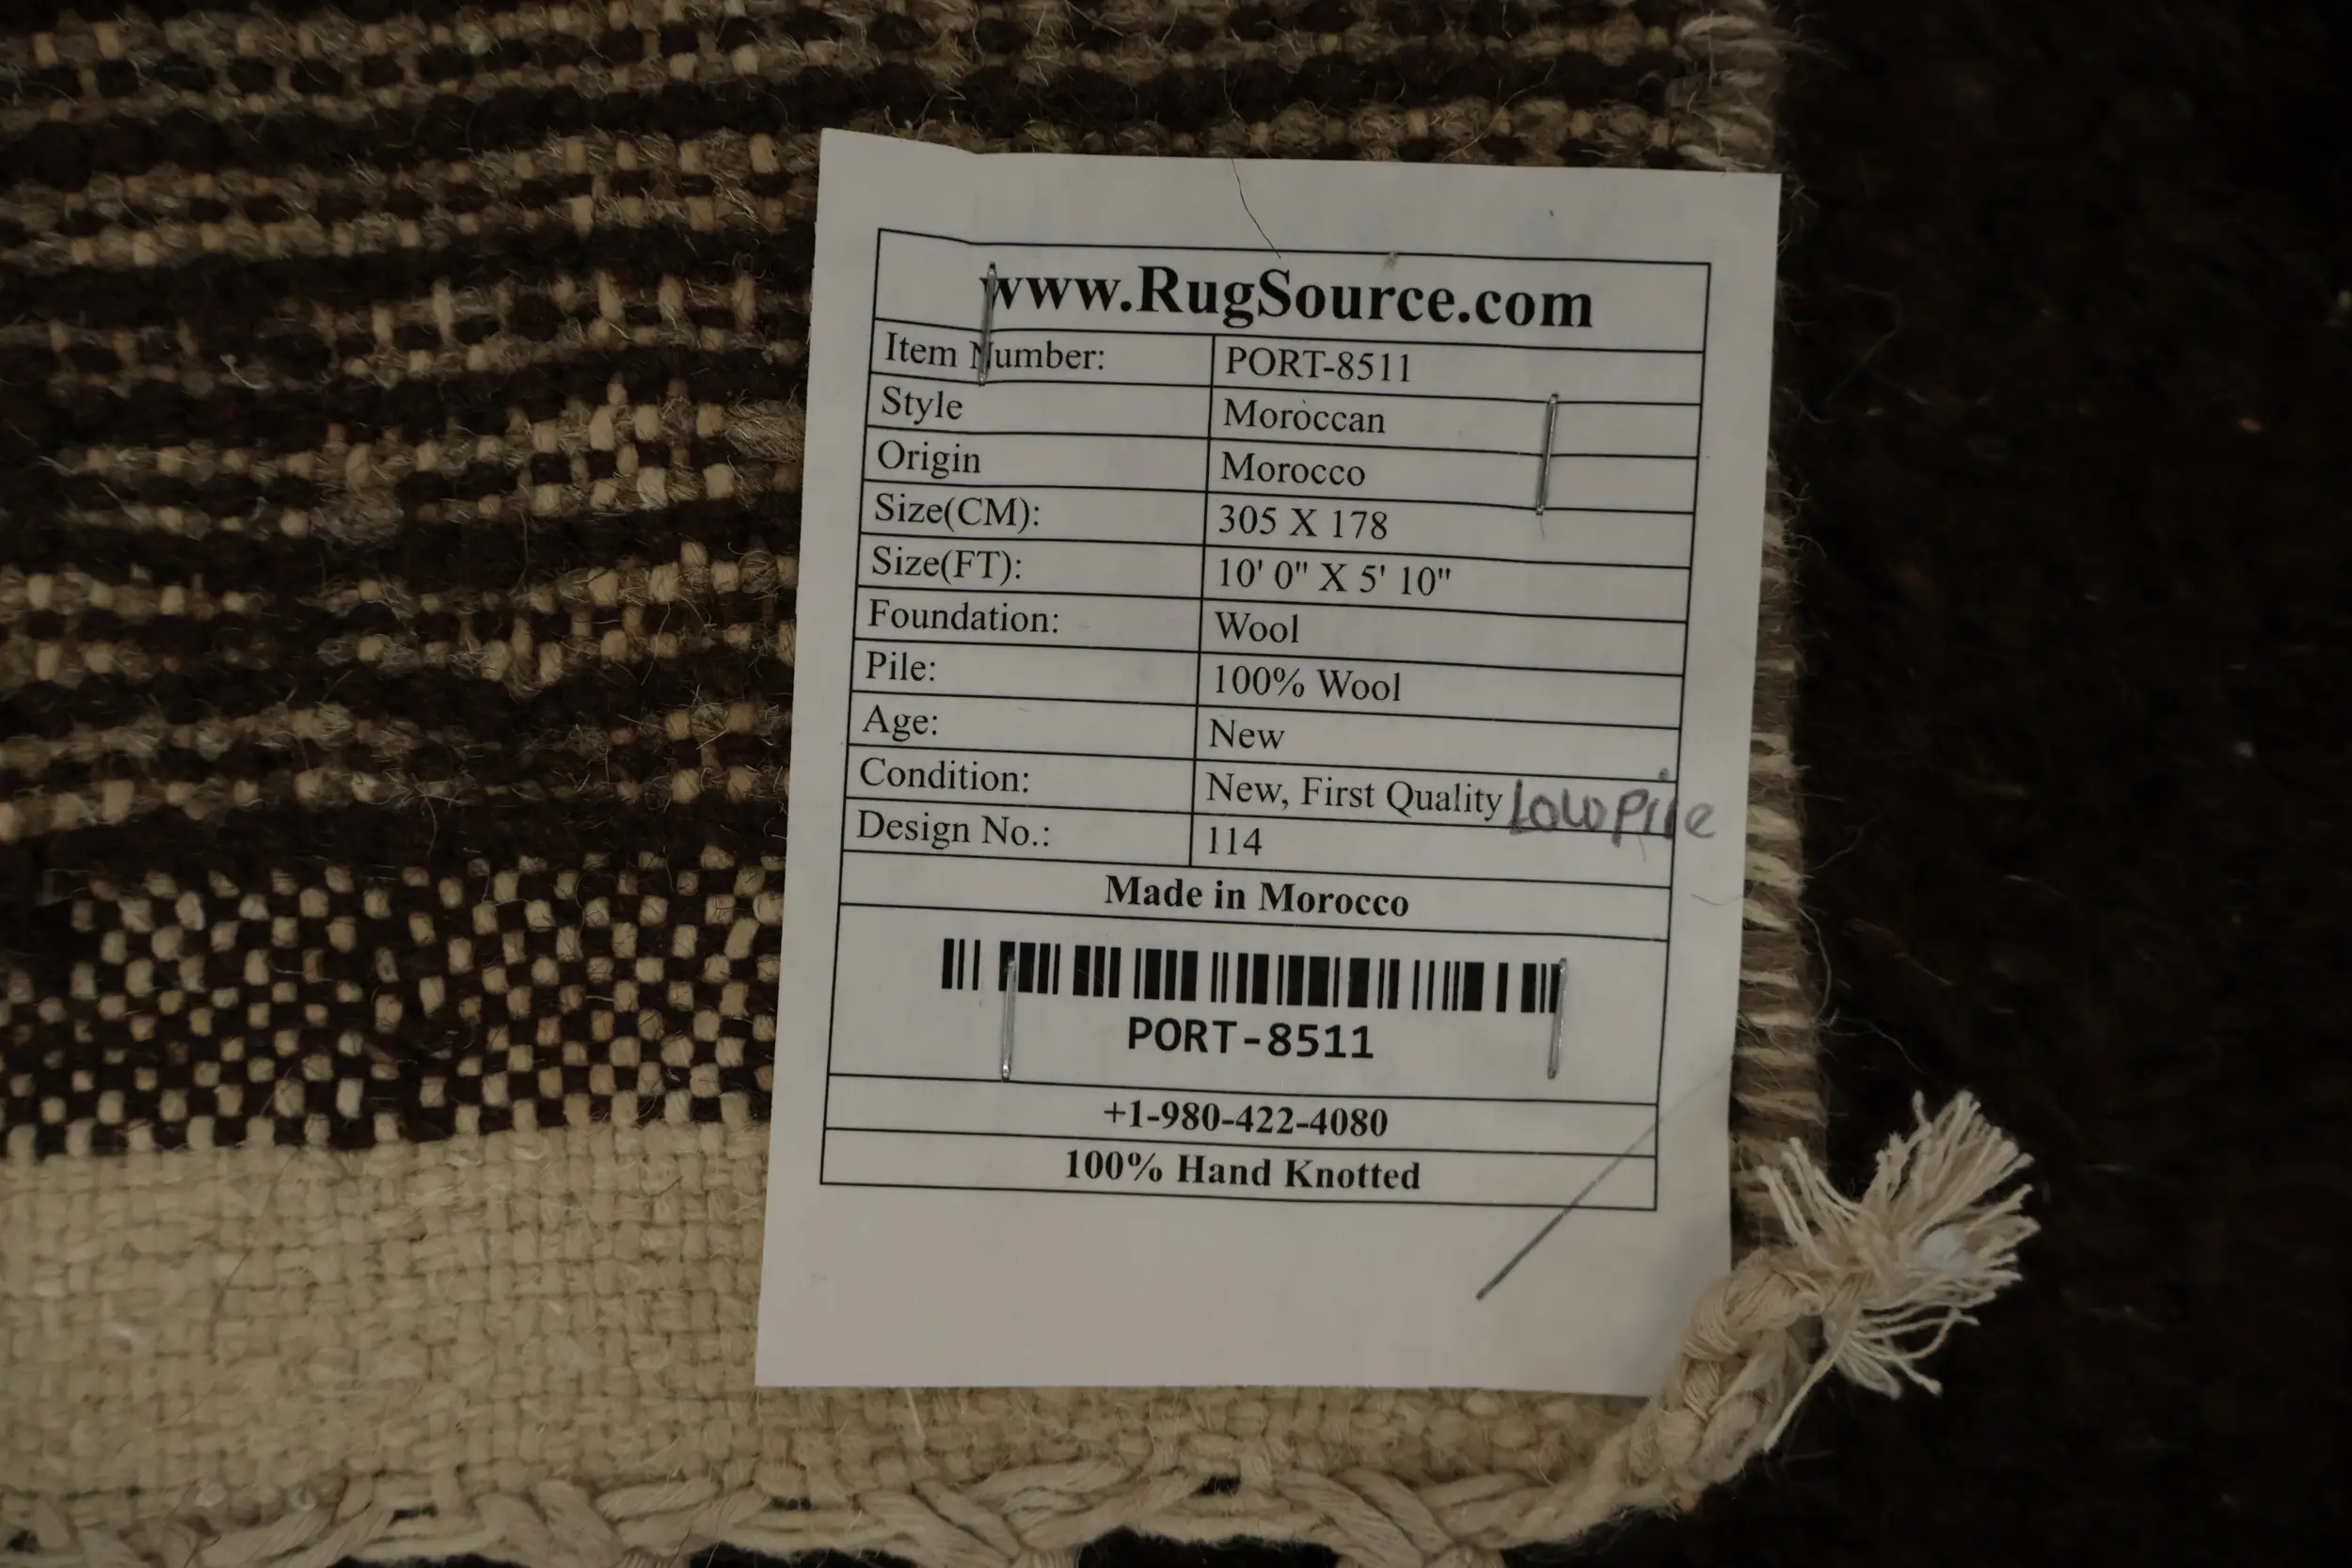 www.RugSource.com
Item Number: PORT-8511
Style Moroccan
Origin Morocco
Size(CM): 305 X 178
Size(FT): 10' 0" X 5' 10"
Foundation: Wool
Pile: 100% Wool
Age: New
Condition: New, First Quality Low Pile
Design No.: 114
Made in Morocco
PORT-8511
+1-980-422-4080
100% Hand Knotted